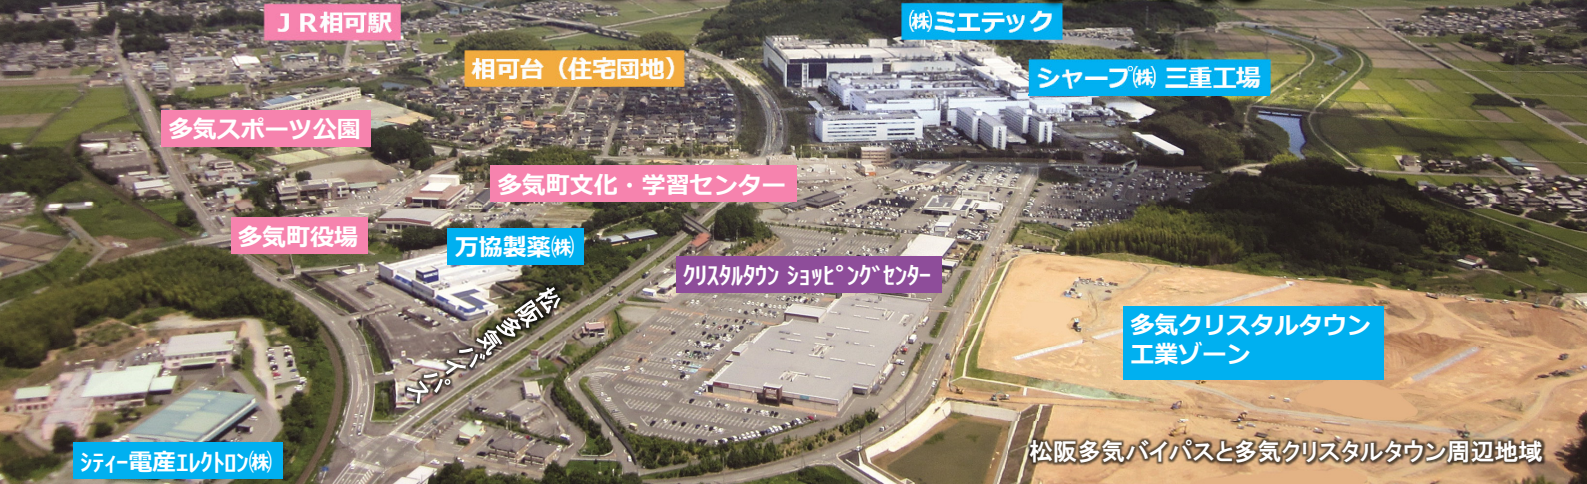 JR相可駅
㈱ミエテック
相可台（住宅団地）
シャープ㈱ 三重工場
多気スポーツ公園
多気町文化・学習センター
多気町役場
万協製薬㈱
ｸﾘｽﾀﾙﾀｳﾝ ｼｮｯﾋﾟﾝｸﾞｾﾝﾀｰ
松阪多気バイパス
多気クリスタルタウン
工業ゾーン
ｼﾃｨｰ電産ｴﾚｸﾄﾛﾝ㈱
松阪多気バイパスと多気クリスタルタウン周辺地域